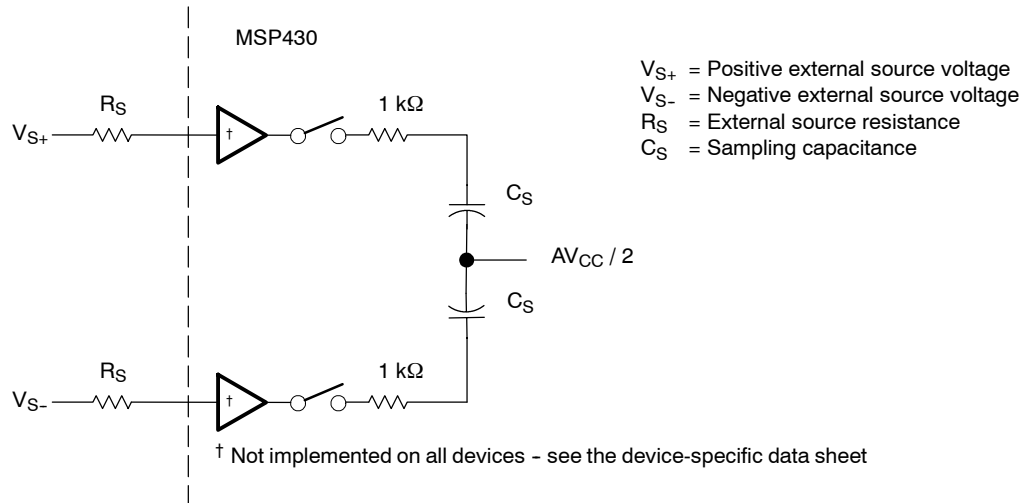 MSP430
V_S+ = Positive external source voltage
V_S- = Negative external source voltage
R_S = External source resistance
C_S = Sampling capacitance
R_S
1 kΩ
V_S+
†
C_S
AV_CC / 2
C_S
R_S
1 kΩ
V_S-
†
† Not implemented on all devices - see the device-specific data sheet